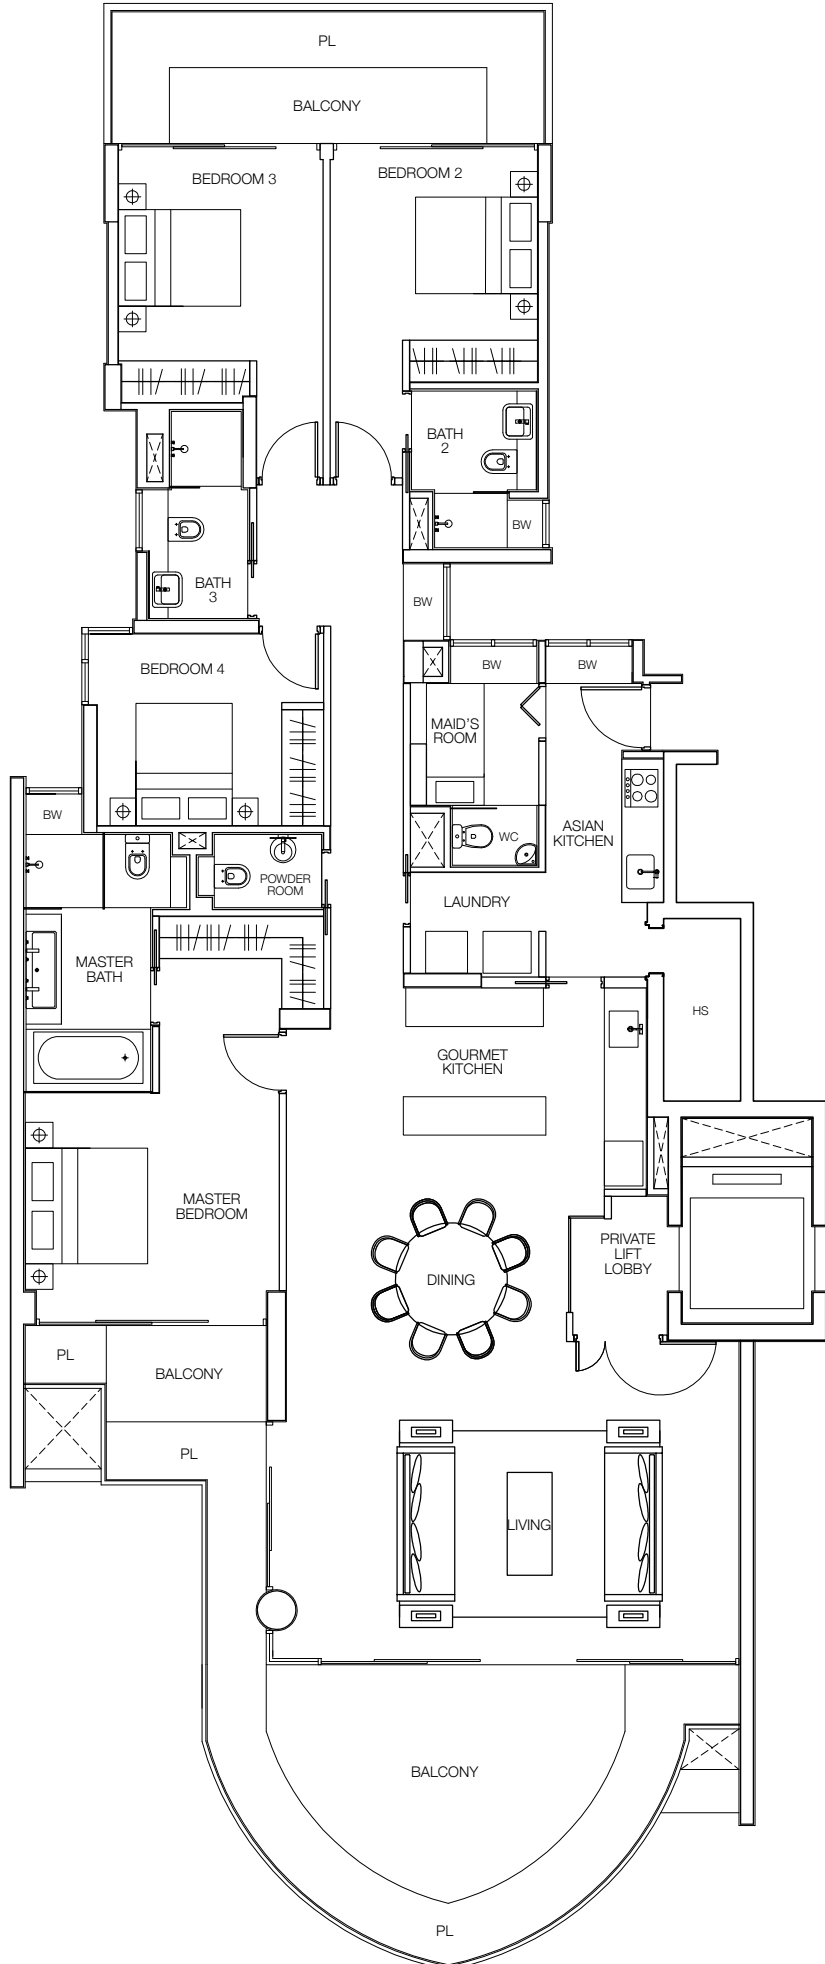 PL
BALCONY
BEDROOM 3
BEDROOM 2
BATH
2
BW
BATH
3
BW
BEDROOM 4
BW
BW
MAID'S
ROOM
BW
ASIAN
KITCHEN
WC
POWDER
ROOM
LAUNDRY
MASTER
BATH
HS
GOURMET
KITCHEN
MASTER
BEDROOM
PRIVATE
LIFT
LOBBY
DINING
PL
BALCONY
PL
LIVING
BALCONY
PL